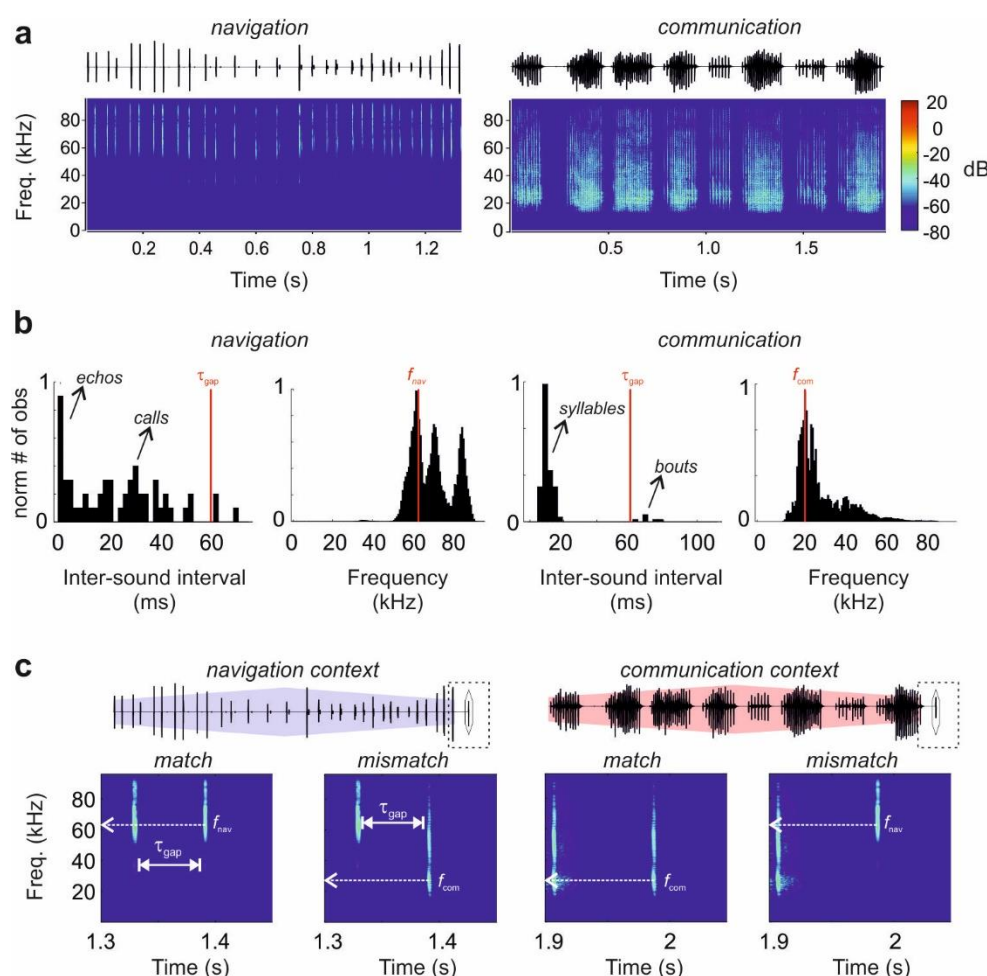 a
navigation
communication
Freq. (kHz)
80
60
40
20
0
0.2 0.4 0.6 0.8 1 1.2
Time (s)
0.5 1.0 1.5
Time (s)
20
0
-20
-40
-60
-80
dB
b
navigation
communication
norm # of obs
1
0
echos
calls
τgap
0 20 40 60
Inter-sound interval
(ms)
1
0
fnav
0 20 40 60 80
Frequency
(kHz)
1
0
syllables
τgap
bouts
20 60 100
Inter-sound interval
(ms)
1
0
fcom
0 20 40 60 80
Frequency
(kHz)
c
navigation context
communication context
match
mismatch
match
mismatch
Freq. (kHz)
80
60
40
20
fnav
τgap
1.3 1.4
Time (s)
τgap
fcom
1.3 1.4
Time (s)
fcom
1.9 2
Time (s)
fnav
1.9 2
Time (s)